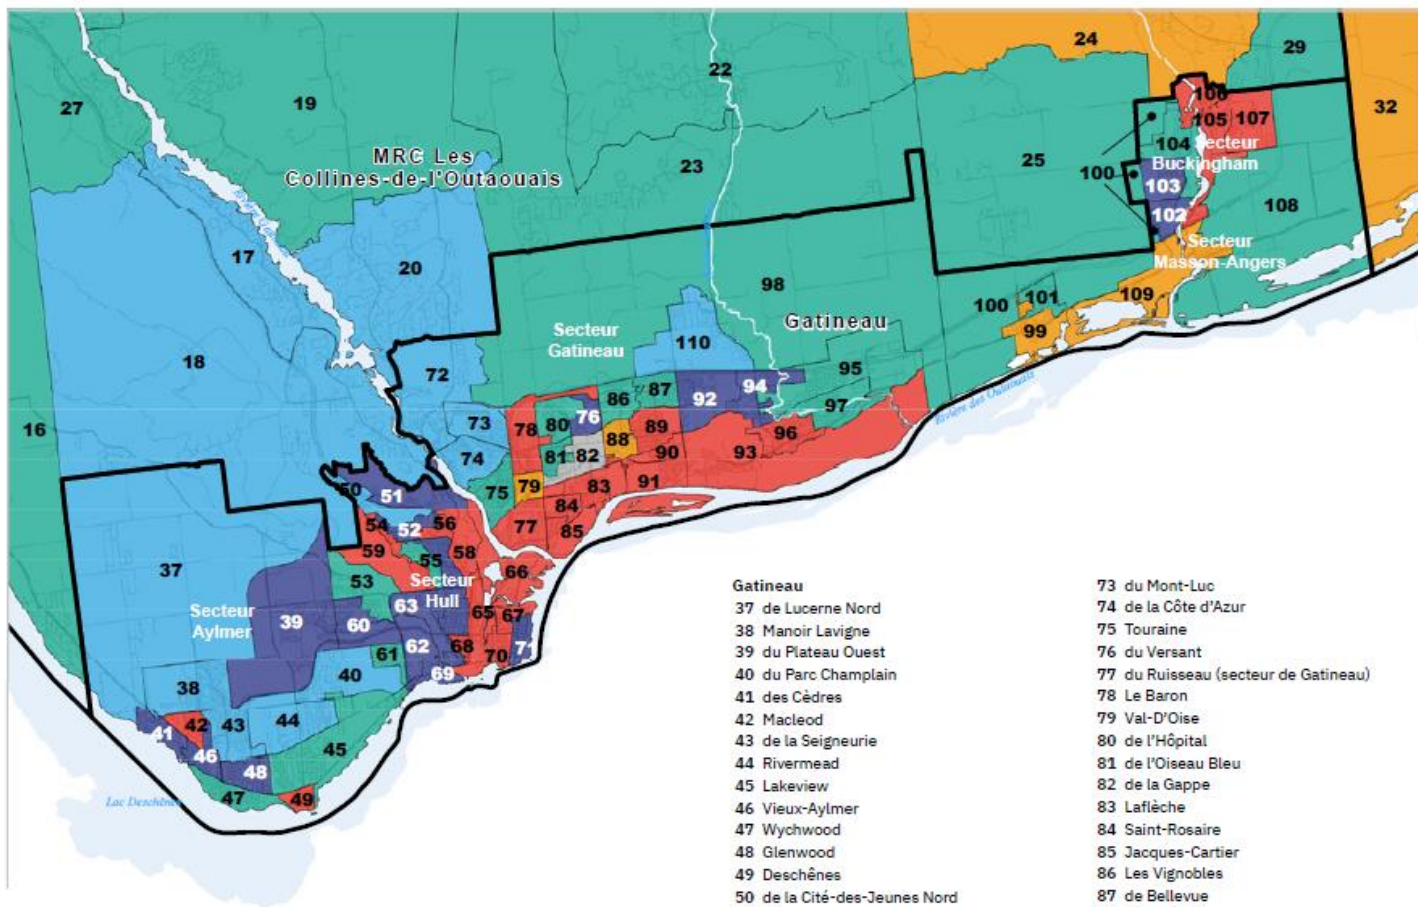 24
29
22
27
19
32
106
105
107
104
MRC Les
Collines-de-l'Outaouais
23
25
Secteur
Buckingham
100
103
102
108
17
20
Secteur
Masson-Angers
98
100
101
109
99
Gatineau
Secteur
Gatineau
110
18
72
95
Rivière des Outaouais
87
94
86
92
97
16
73
76
78
80
88
89
96
74
81
82
90
93
50
51
75
79
83
91
84
54
52
56
77
85
59
55
58
37
53
Secteur
Hull
66
Secteur
Aylmer
39
63
60
65
67
62
61
68
70
71
38
40
69
41
42
43
44
46
45
48
Lac Deschênes
47
49
Gatineau
37 de Lucerne Nord
38 Manoir Lavigne
39 du Plateau Ouest
40 du Parc Champlain
41 des Cèdres
42 Macleod
43 de la Seigneurie
44 Rivermead
45 Lakeview
46 Vieux-Aylmer
47 Wychwood
48 Glenwood
49 Deschênes
50 de la Cité-des-Jeunes Nord
73 du Mont-Luc
74 de la Côte d'Azur
75 Touraine
76 du Versant
77 du Ruisseau (secteur de Gatineau)
78 Le Baron
79 Val-D'Oise
80 de l'Hôpital
81 de l'Oiseau Bleu
82 de la Gappe
83 Laflèche
84 Saint-Rosaire
85 Jacques-Cartier
86 Les Vignobles
87 de Bellevue